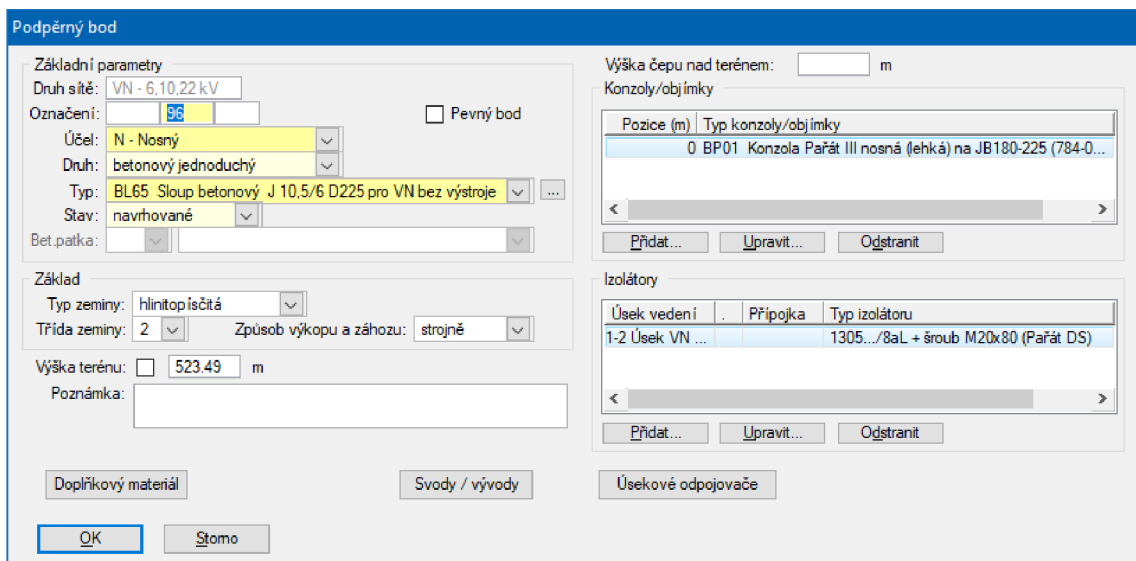 Podpěrný bod
Základní parametry
Druh sítě: VN - 6,10,22 kV
Označení: 96
Pevný bod
Účel: N - Nosný
Druh: betonový jednoduchý
Typ: BL65 Sloup betonový J 10,5/6 D225 pro VN bez výstroje ...
Stav: navrhované
Bet.patka:
Základ
Typ zeminy: hlinitopísčitá
Třída zeminy: 2 Způsob výkopu a záhozu: strojně
Výška terénu: 523.49 m
Poznámka:
Výška čepu nad terénem: m
Konzoly/objímky
Pozice (m) Typ konzoly/objímky
0 BP01 Konzola Pařát III nosná (lehká) na JB180-225 (784-0...
Přidat... Upravit... Odstranit
Izolátory
Úsek vedení . Přípojka Typ izolátoru
1-2 Úsek VN ... 1305.../8aL + šroub M20x80 (Pařát DS)
Přidat... Upravit... Odstranit
Doplňkový materiál Svody / vývody Úsekové odpojovače
OK Storno